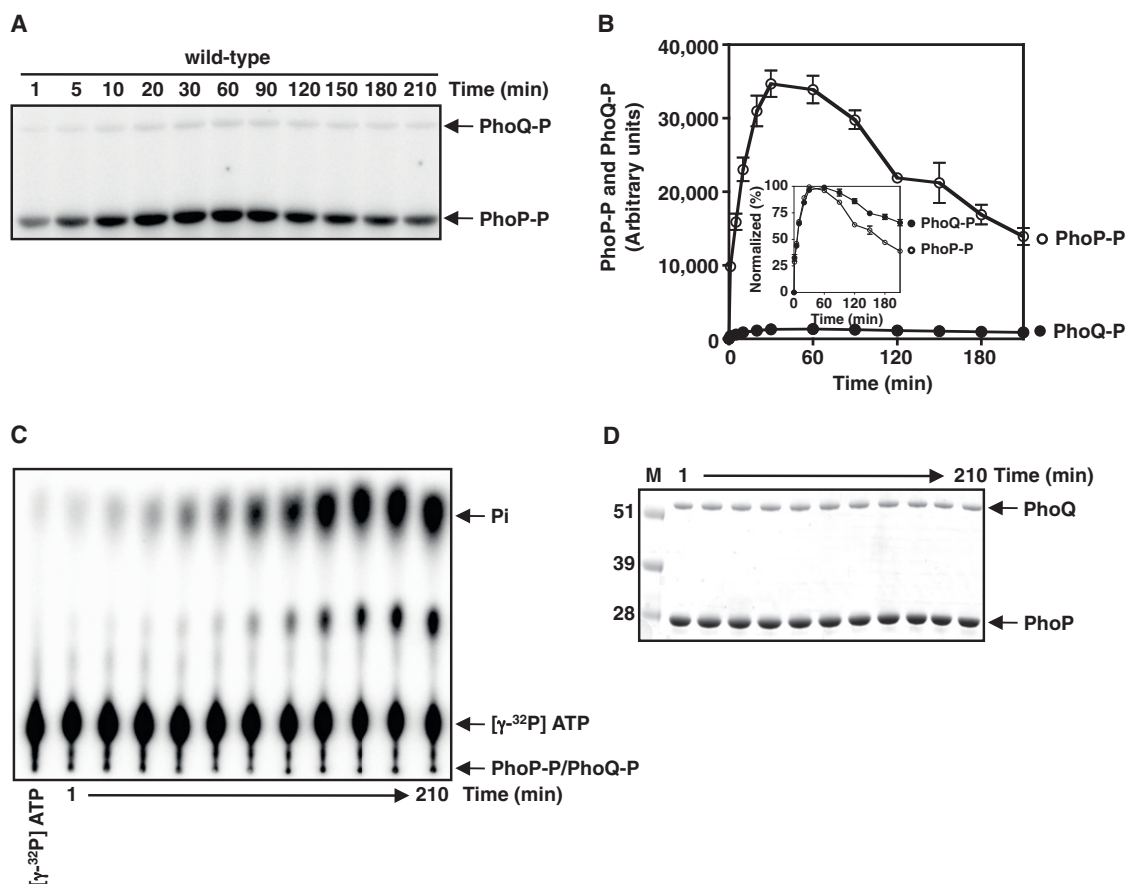 A
wild-type
1 5 10 20 30 60 90 120 150 180 210 Time (min)
PhoQ-P
PhoP-P
B
PhoP-P and PhoQ-P
(Arbitrary units)
40,000
30,000
20,000
10,000
0
0 60 120 180
Time (min)
PhoP-P
PhoQ-P
Normalized (%)
100
75
50
25
0
0 60 120 180
Time (min)
PhoQ-P
PhoP-P
C
Pi
[γ-³²P] ATP
PhoP-P/PhoQ-P
[γ-³²P] ATP
1 210 Time (min)
D
M 1 210 Time (min)
51
39
28
PhoQ
PhoP